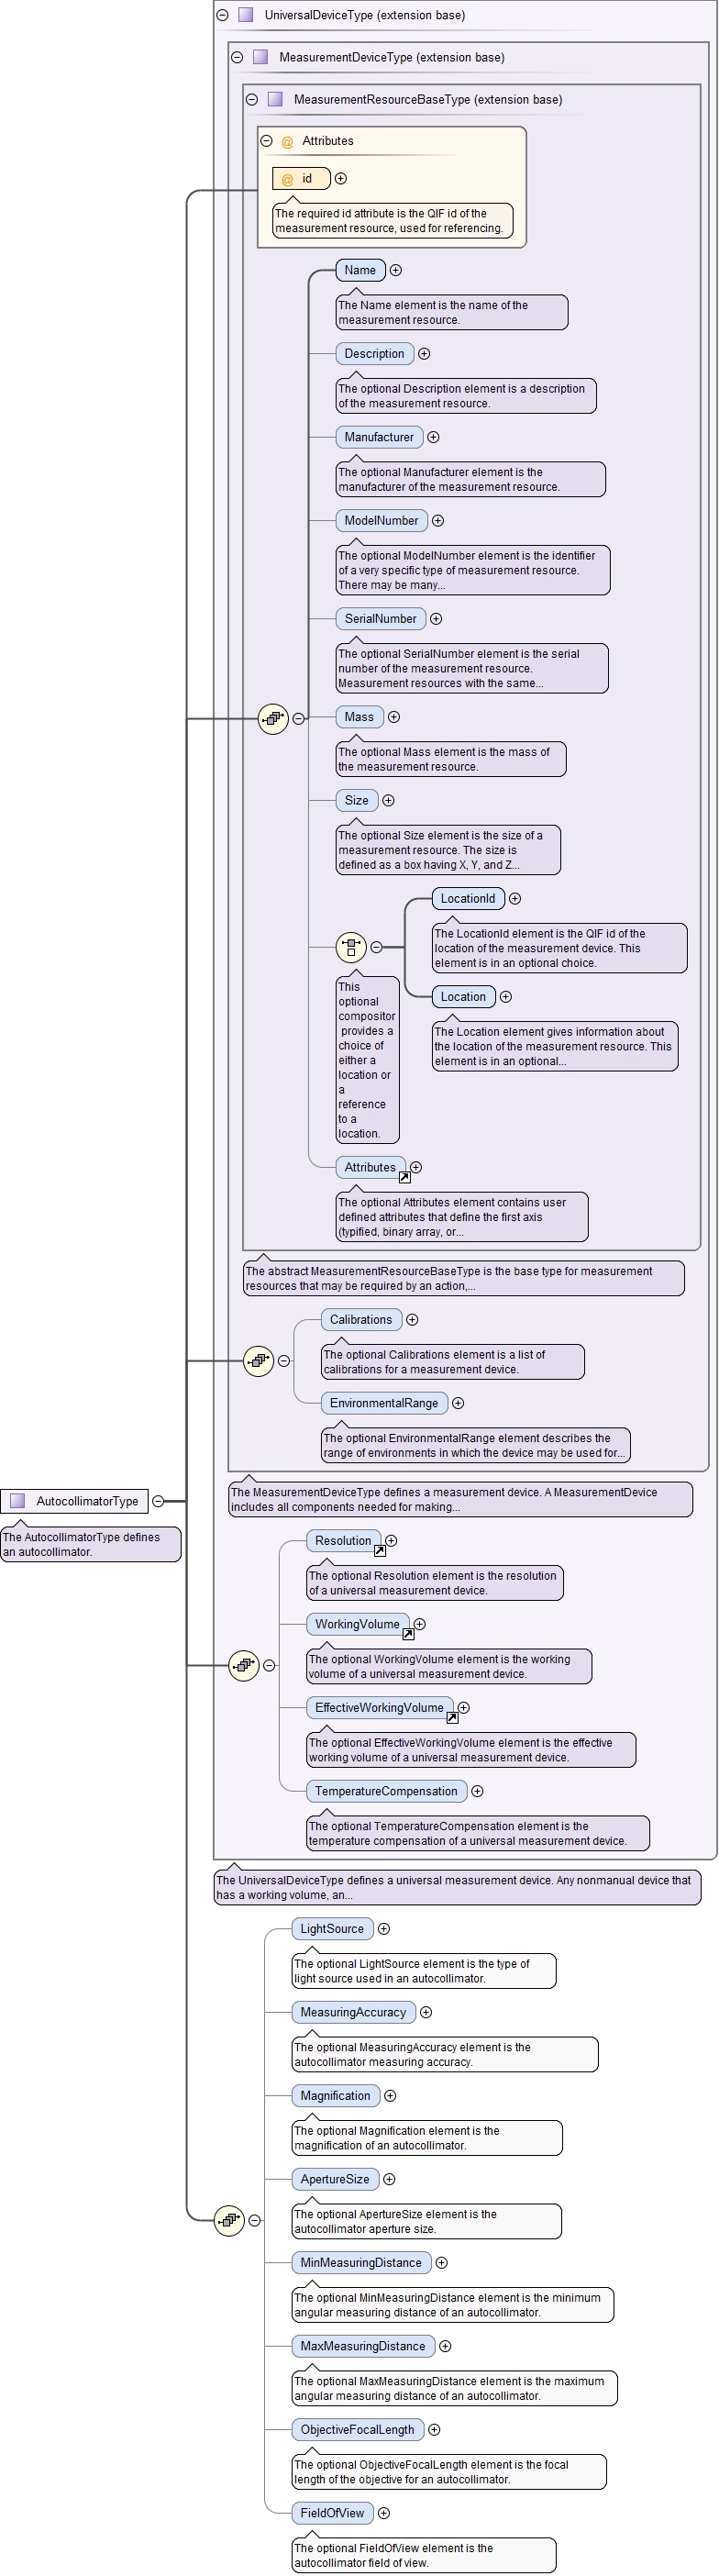 UniversalDeviceType (extension base)
MeasurementDeviceType (extension base)
MeasurementResourceBaseType (extension base)
@ Attributes
@ id
The required id attribute is the QIF id of the
measurement resource, used for referencing.
Name
The Name element is the name of the
measurement resource.
Description
The optional Description element is a description
of the measurement resource.
Manufacturer
The optional Manufacturer element is the
manufacturer of the measurement resource.
ModelNumber
The optional ModelNumber element is the identifier
of a very specific type of measurement resource.
There may be many...
SerialNumber
The optional SerialNumber element is the serial
number of the measurement resource.
Measurement resources with the same...
Mass
The optional Mass element is the mass of
the measurement resource.
Size
The optional Size element is the size of a
measurement resource. The size is
defined as a box having X, Y, and Z...
LocationId
The LocationId element is the QIF id of the
location of the measurement device. This
element is in an optional choice.
Location
The Location element gives information about
the location of the measurement resource. This
element is in an optional...
This
optional
compositor
provides a
choice of
either a
location or
a
reference
to a
location.
Attributes
The optional Attributes element contains user
defined attributes that define the first axis
(typified, binary array, or...
The abstract MeasurementResourceBaseType is the base type for measurement
resources that may be required by an action,...
Calibrations
The optional Calibrations element is a list of
calibrations for a measurement device.
EnvironmentalRange
The optional EnvironmentalRange element describes the
range of environments in which the device may be used for...
The MeasurementDeviceType defines a measurement device. A MeasurementDevice
includes all components needed for making...
AutocollimatorType
The AutocollimatorType defines
an autocollimator.
Resolution
The optional Resolution element is the resolution
of a universal measurement device.
WorkingVolume
The optional WorkingVolume element is the working
volume of a universal measurement device.
EffectiveWorkingVolume
The optional EffectiveWorkingVolume element is the effective
working volume of a universal measurement device.
TemperatureCompensation
The optional TemperatureCompensation element is the
temperature compensation of a universal measurement device.
The UniversalDeviceType defines a universal measurement device. Any nonmanual device that
has a working volume, an...
LightSource
The optional LightSource element is the type of
light source used in an autocollimator.
MeasuringAccuracy
The optional MeasuringAccuracy element is the
autocollimator measuring accuracy.
Magnification
The optional Magnification element is the
magnification of an autocollimator.
ApertureSize
The optional ApertureSize element is the
autocollimator aperture size.
MinMeasuringDistance
The optional MinMeasuringDistance element is the minimum
angular measuring distance of an autocollimator.
MaxMeasuringDistance
The optional MaxMeasuringDistance element is the maximum
angular measuring distance of an autocollimator.
ObjectiveFocalLength
The optional ObjectiveFocalLength element is the focal
length of the objective for an autocollimator.
FieldOfView
The optional FieldOfView element is the
autocollimator field of view.